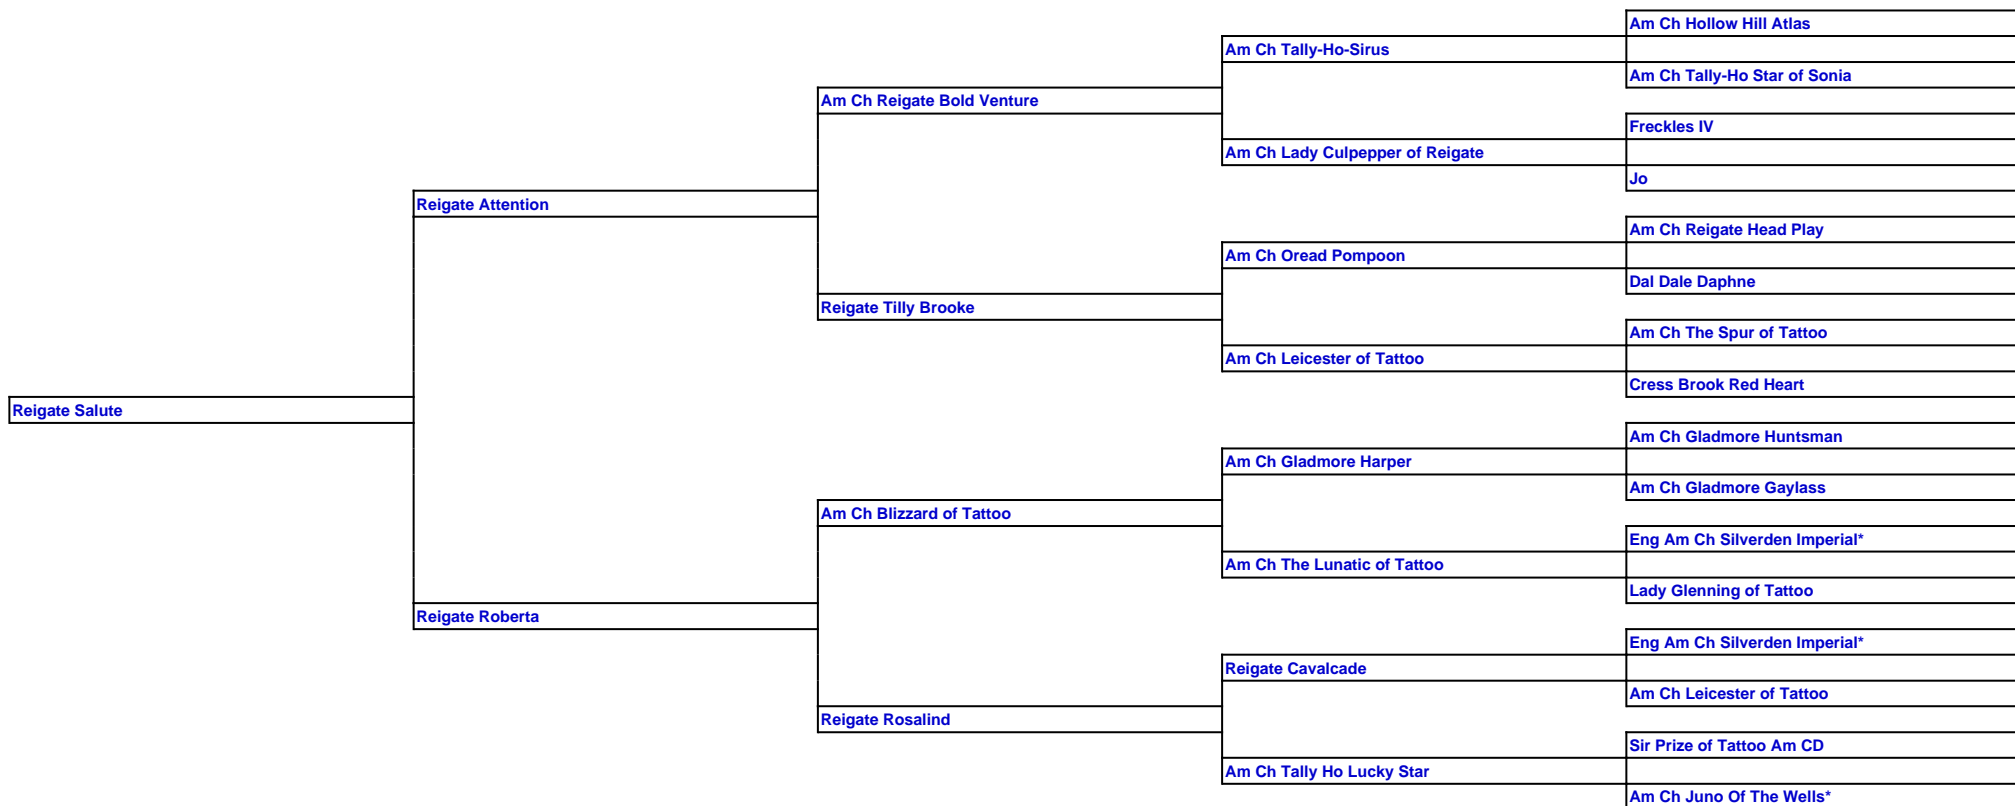 Am Ch Hollow Hill Atlas
Am Ch Tally-Ho-Sirus
Am Ch Tally-Ho Star of Sonia
Am Ch Reigate Bold Venture
Freckles IV
Am Ch Lady Culpepper of Reigate
Jo
Reigate Attention
Am Ch Reigate Head Play
Am Ch Oread Pompoon
Dal Dale Daphne
Reigate Tilly Brooke
Am Ch The Spur of Tattoo
Am Ch Leicester of Tattoo
Cress Brook Red Heart
Reigate Salute
Am Ch Gladmore Huntsman
Am Ch Gladmore Harper
Am Ch Gladmore Gaylass
Am Ch Blizzard of Tattoo
Eng Am Ch Silverden Imperial*
Am Ch The Lunatic of Tattoo
Lady Glenning of Tattoo
Reigate Roberta
Eng Am Ch Silverden Imperial*
Reigate Cavalcade
Am Ch Leicester of Tattoo
Reigate Rosalind
Sir Prize of Tattoo Am CD
Am Ch Tally Ho Lucky Star
Am Ch Juno Of The Wells*